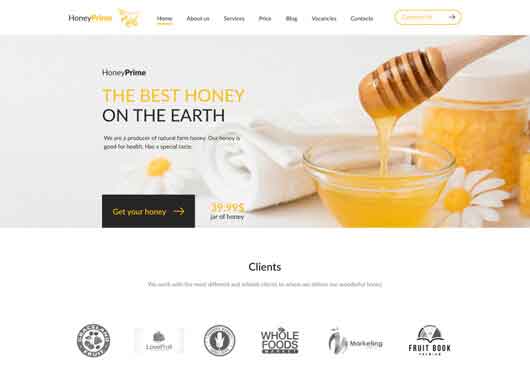 HoneyPrime
Home
About us
Services
Price
Blog
Vacancies
Contacts
Contact Us
HoneyPrime
THE BEST HONEY
ON THE EARTH
We are a producer of natural farm honey. Our honey is
good for health. Has a special taste.
Get your honey
39.99$
jar of honey
Clients
We work with the most different and reliable clients to whom we deliver our wonderful honey
GRACELAND
FRUIT
WHOLE
FOODS
MARKET
Marketing
FRUIT BOOK
PREMIUM